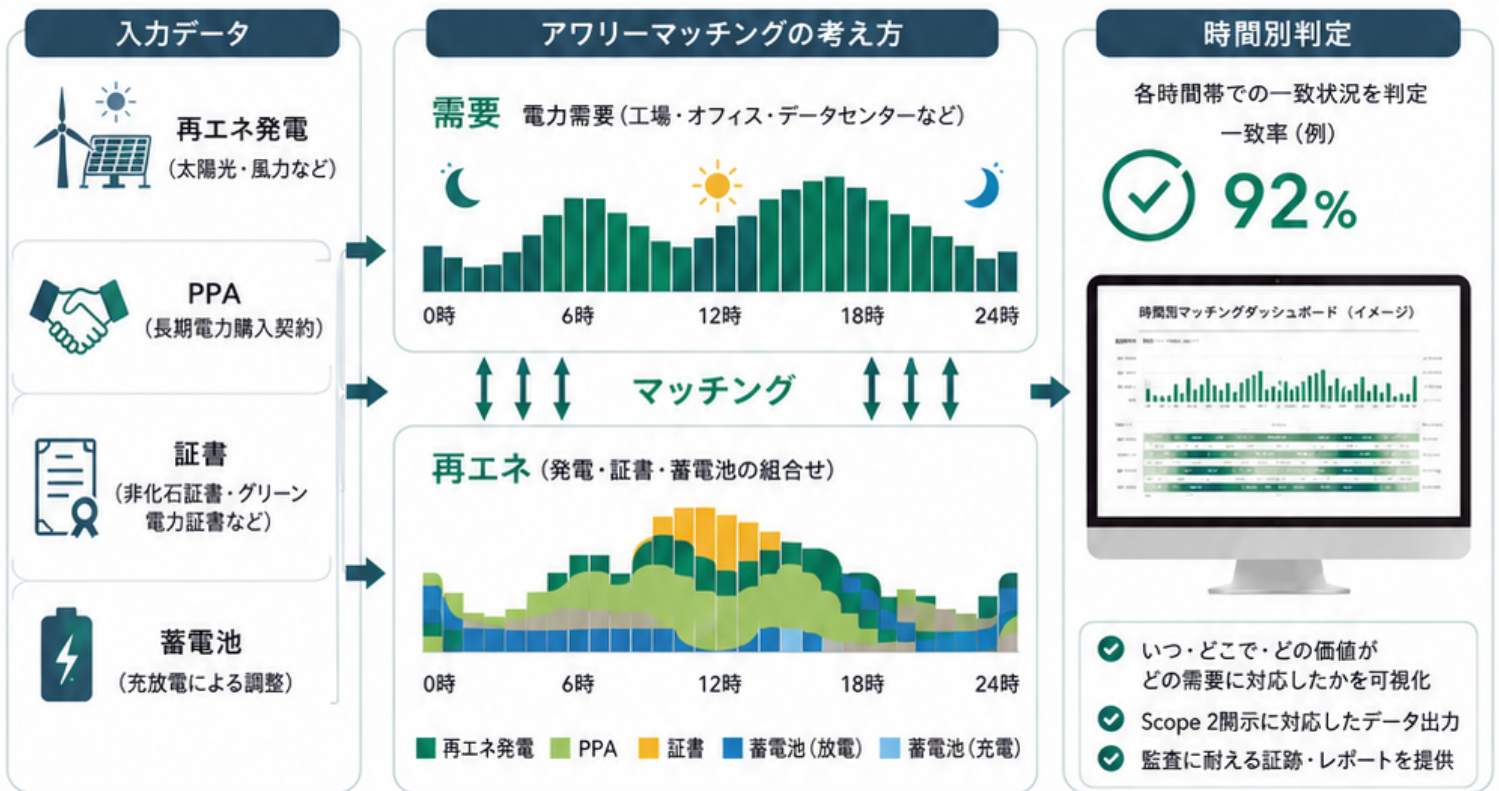 入力データ
再エネ発電
(太陽光・風力など)
PPA
(長期電力購入契約)
証書
(非化石証書・グリーン
電力証書など)
蓄電池
(充放電による調整)
アワリーマッチングの考え方
需要 電力需要(工場・オフィス・データセンターなど)
0時 6時 12時 18時 24時
マッチング
再エネ(発電・証書・蓄電池の組合せ)
0時 6時 12時 18時 24時
再エネ発電 PPA 証書 蓄電池(放電) 蓄電池(充電)
時間別判定
各時間帯での一致状況を判定
一致率(例)
92%
時間別マッチングダッシュボード(イメージ)
いつ・どこで・どの価値が
どの需要に対応したかを可視化
Scope 2開示に対応したデータ出力
監査に耐える証跡・レポートを提供